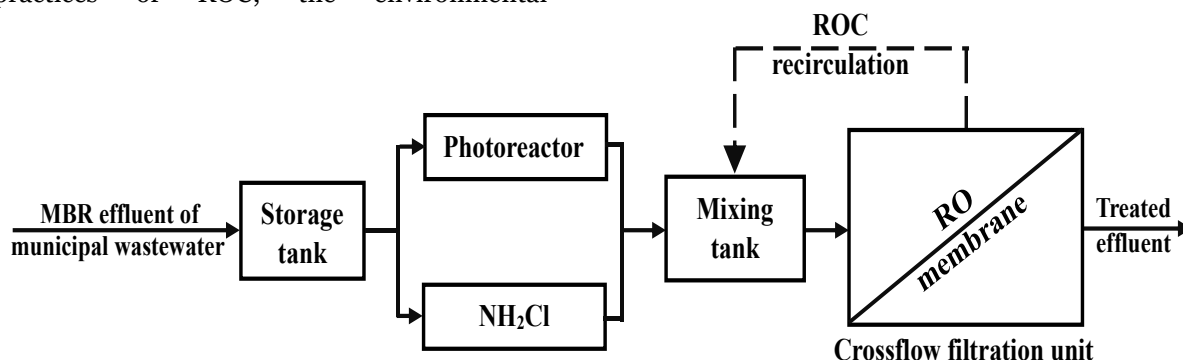 practices of ROC, the environmental
ROC
recirculation
Photoreactor
MBR effluent of
municipal wastewater
Storage
tank
Mixing
tank
RO
membrane
Treated
effluent
NH₂Cl
Crossflow filtration unit